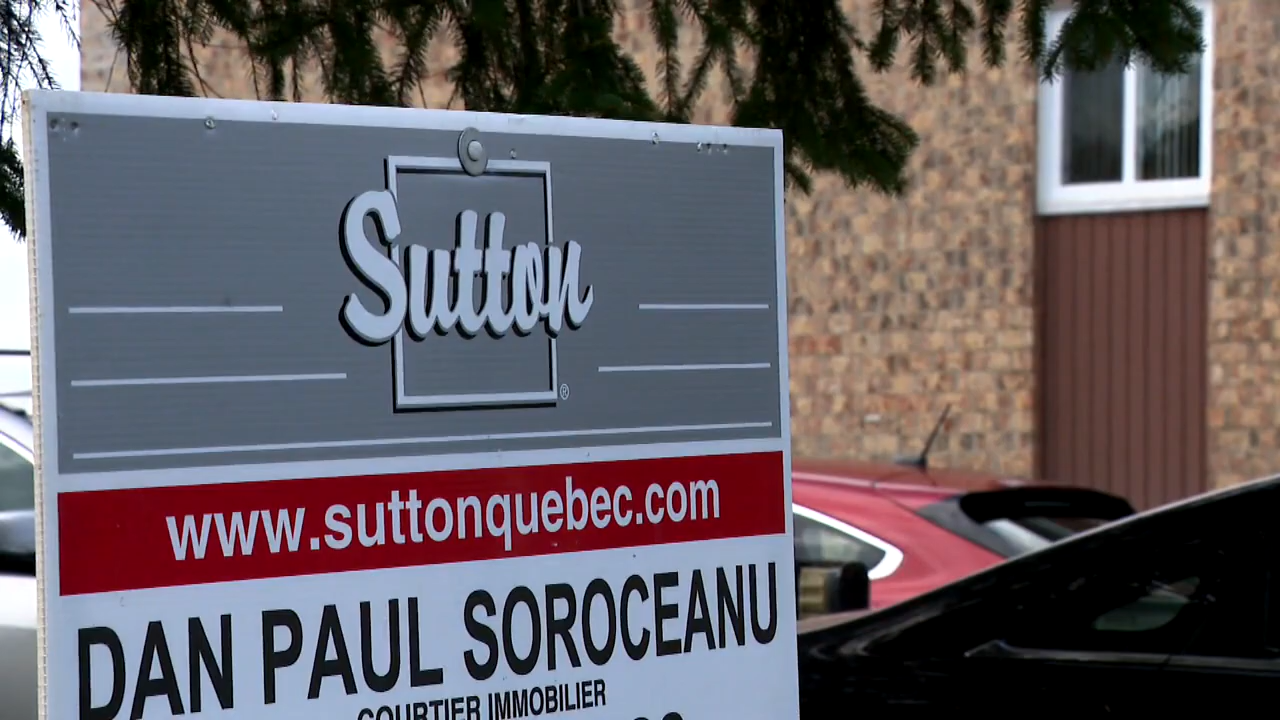 Sutton®
www.suttonquebec.com
DAN PAUL SOROCEANU
COURTIER IMMOBILIER